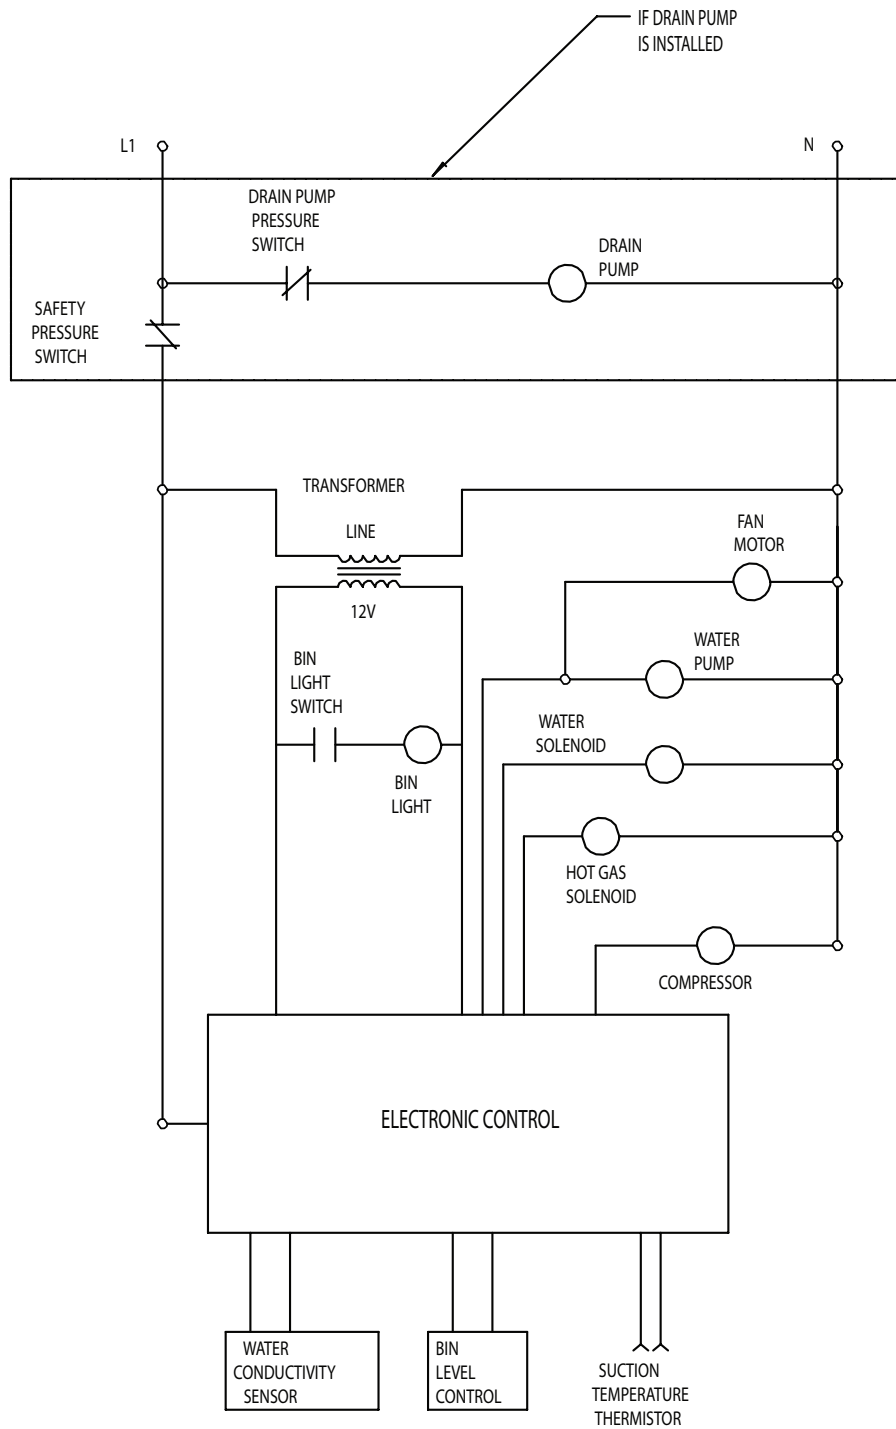 IF DRAIN PUMP
IS INSTALLED
L1
N
DRAIN PUMP
PRESSURE
SWITCH
DRAIN
PUMP
SAFETY
PRESSURE
SWITCH
TRANSFORMER
LINE
12V
FAN
MOTOR
WATER
PUMP
BIN
LIGHT
SWITCH
WATER
SOLENOID
BIN
LIGHT
HOT GAS
SOLENOID
COMPRESSOR
ELECTRONIC CONTROL
WATER
CONDUCTIVITY
SENSOR
BIN
LEVEL
CONTROL
SUCTION
TEMPERATURE
THERMISTOR